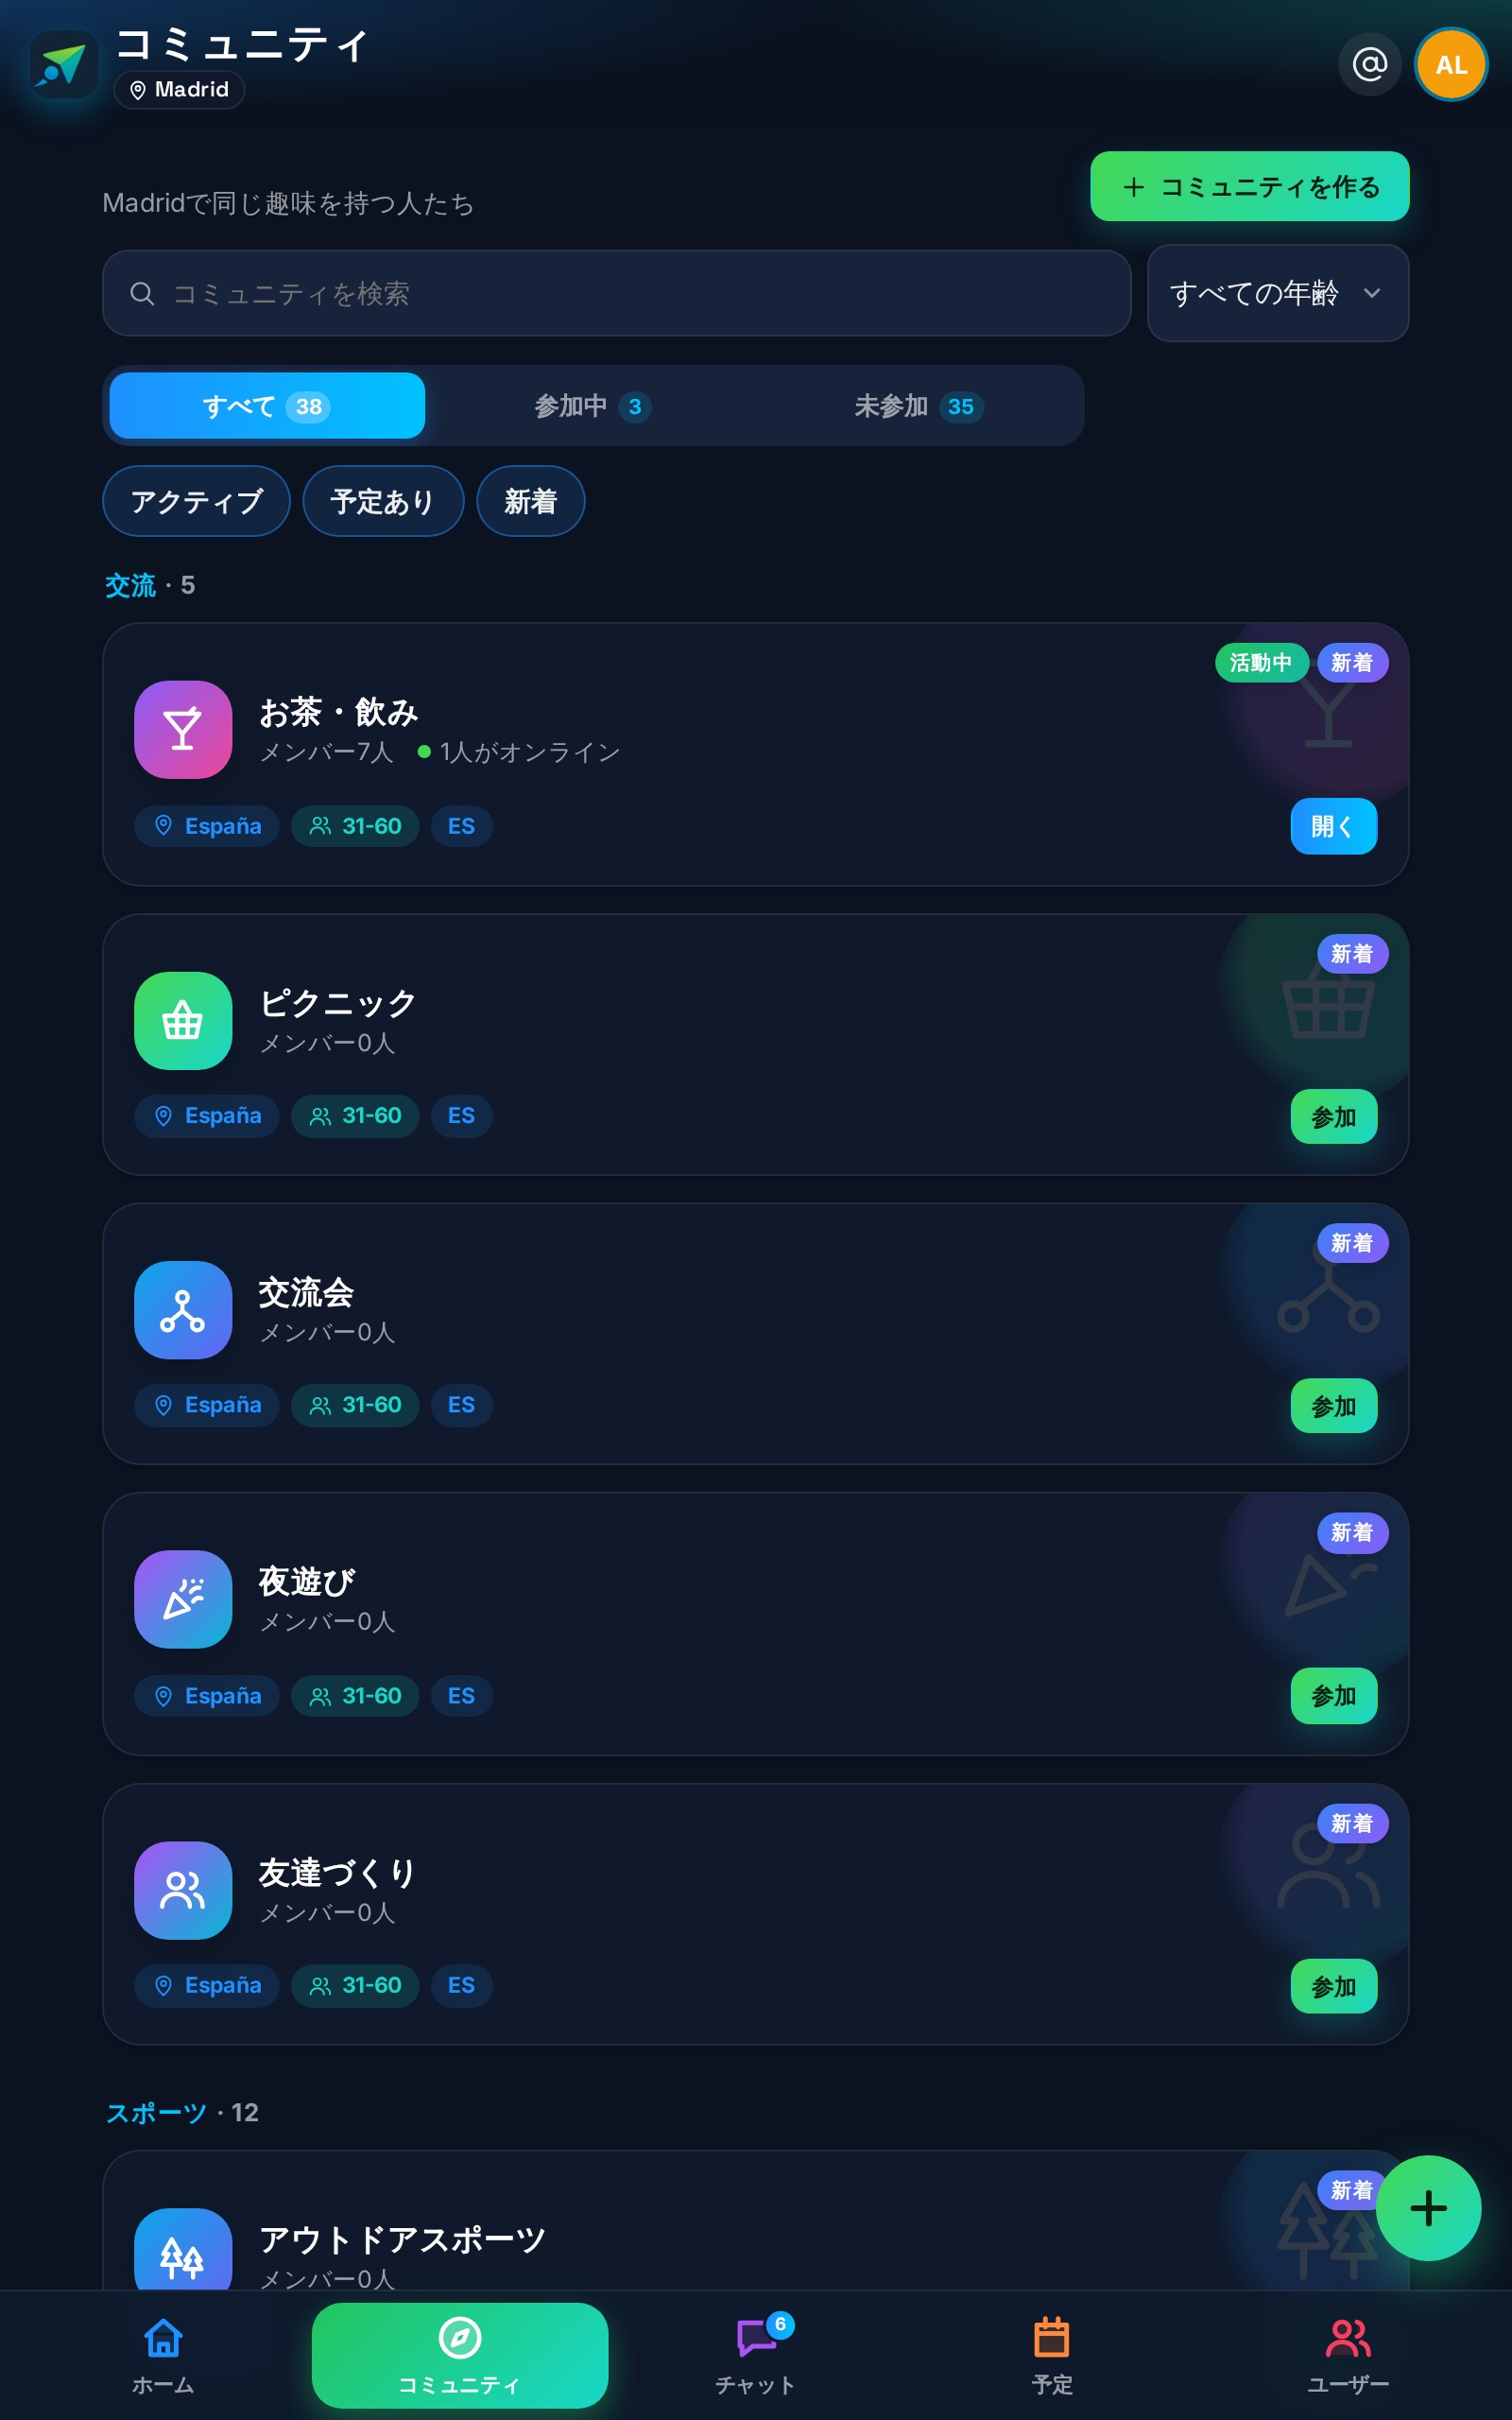 コミュニティ
Madrid
AL
Madridで同じ趣味を持つ人たち
コミュニティを作る
コミュニティを検索
すべての年齢
すべて 38
参加中 3
未参加 35
アクティブ
予定あり
新着
交流 · 5
活動中
新着
お茶・飲み
メンバー7人 1人がオンライン
España
31-60
ES
開く
新着
ピクニック
メンバー0人
España
31-60
ES
参加
新着
交流会
メンバー0人
España
31-60
ES
参加
新着
夜遊び
メンバー0人
España
31-60
ES
参加
新着
友達づくり
メンバー0人
España
31-60
ES
参加
スポーツ · 12
新着
アウトドアスポーツ
メンバー0人
ホーム
コミュニティ
6
チャット
予定
ユーザー